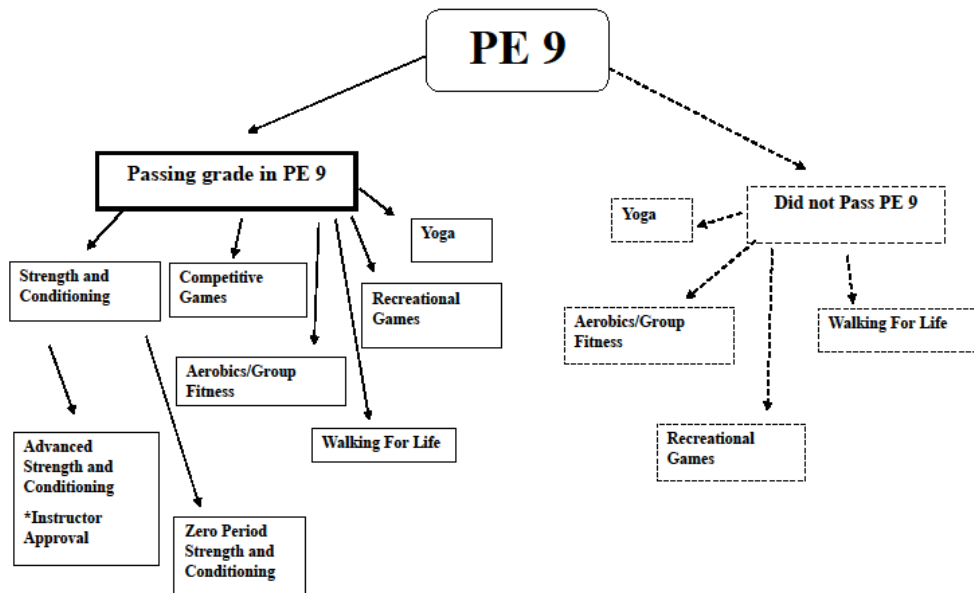 PE 9
Passing grade in PE 9
Did not Pass PE 9
Yoga
Yoga
Strength and
Conditioning
Competitive
Games
Recreational
Games
Aerobics/Group
Fitness
Walking For Life
Aerobics/Group
Fitness
Walking For Life
Recreational
Games
Advanced
Strength and
Conditioning
*Instructor
Approval
Zero Period
Strength and
Conditioning